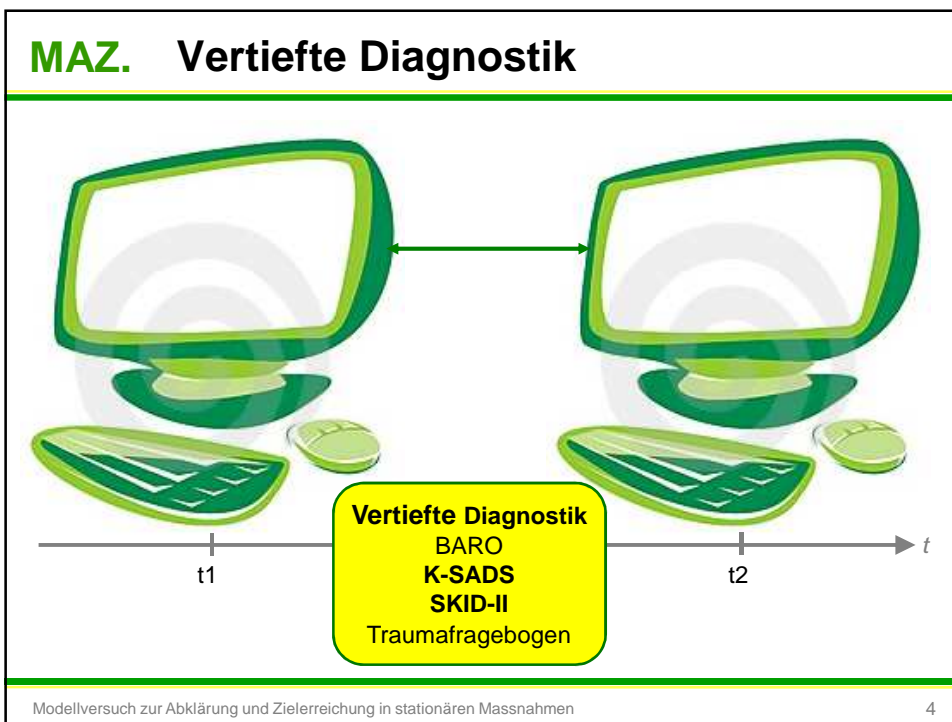 MAZ. Vertiefte Diagnostik
Vertiefte Diagnostik
BARO
K-SADS
SKID-II
Traumafragebogen
t1
t2
t
Modellversuch zur Abklärung und Zielerreichung in stationären Massnahmen 4